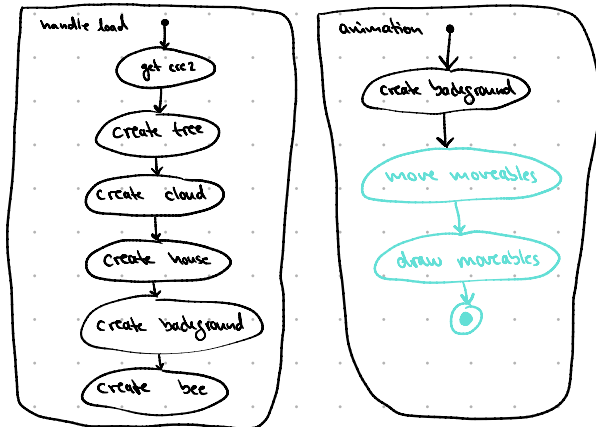 handle load
get crc2
create tree
create cloud
create house
create background
create bee
animation
create background
move moveables
draw moveables